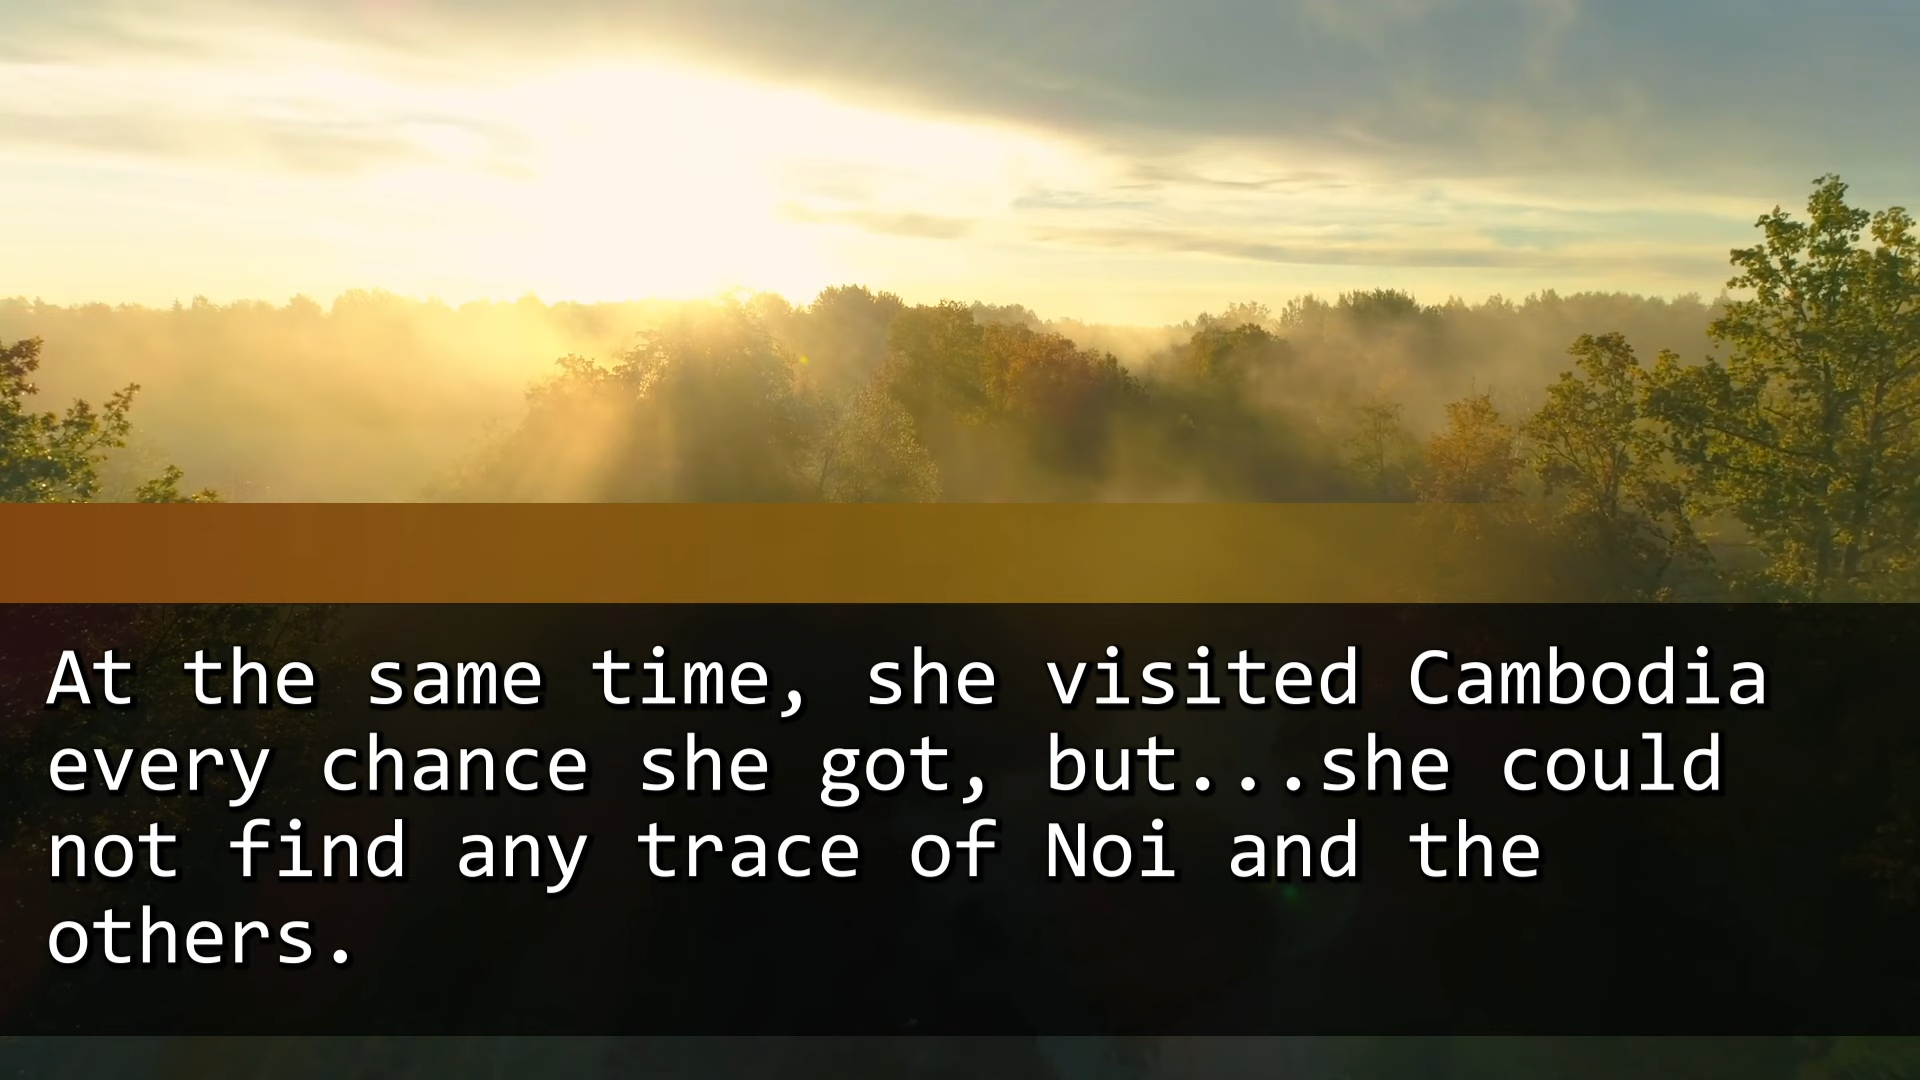 At the same time, she visited Cambodia
every chance she got, but...she could
not find any trace of Noi and the
others.